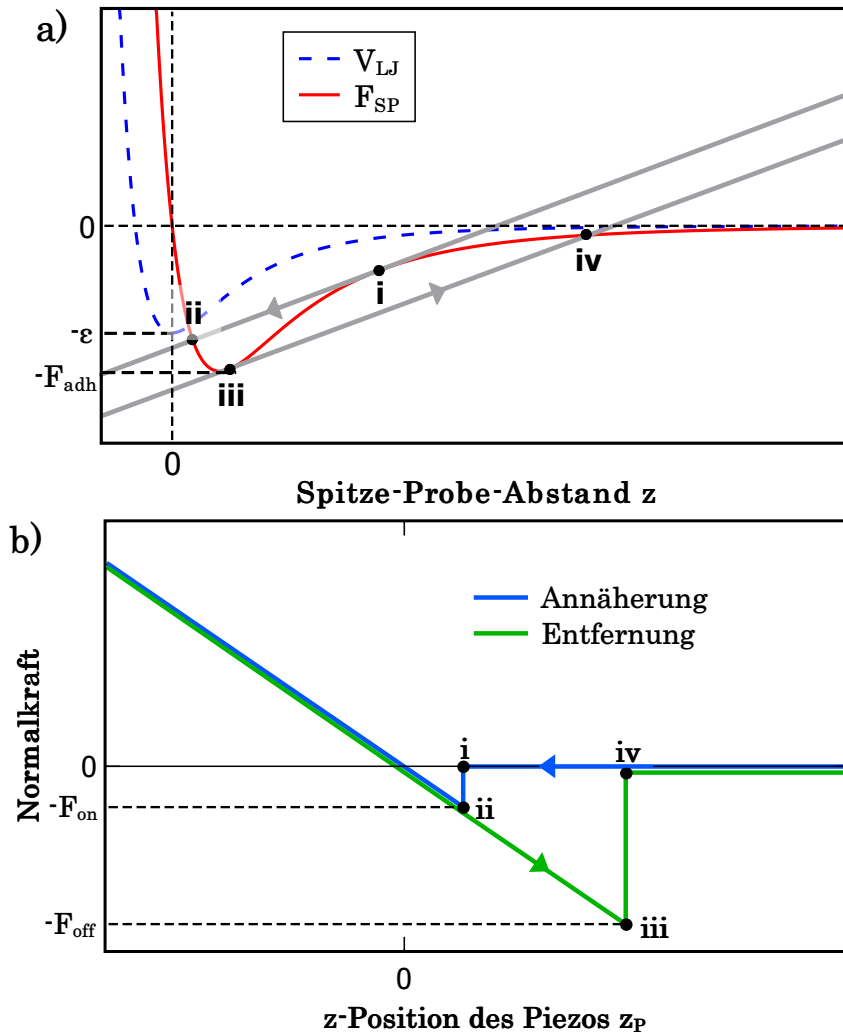 a)
V_LJ
F_SP
0
i
iv
ii
-ε
-F_adh
iii
0
Spitze-Probe-Abstand z
b)
Annäherung
Entfernung
Normalkraft
i
iv
0
-F_on
ii
-F_off
iii
0
z-Position des Piezos z_P